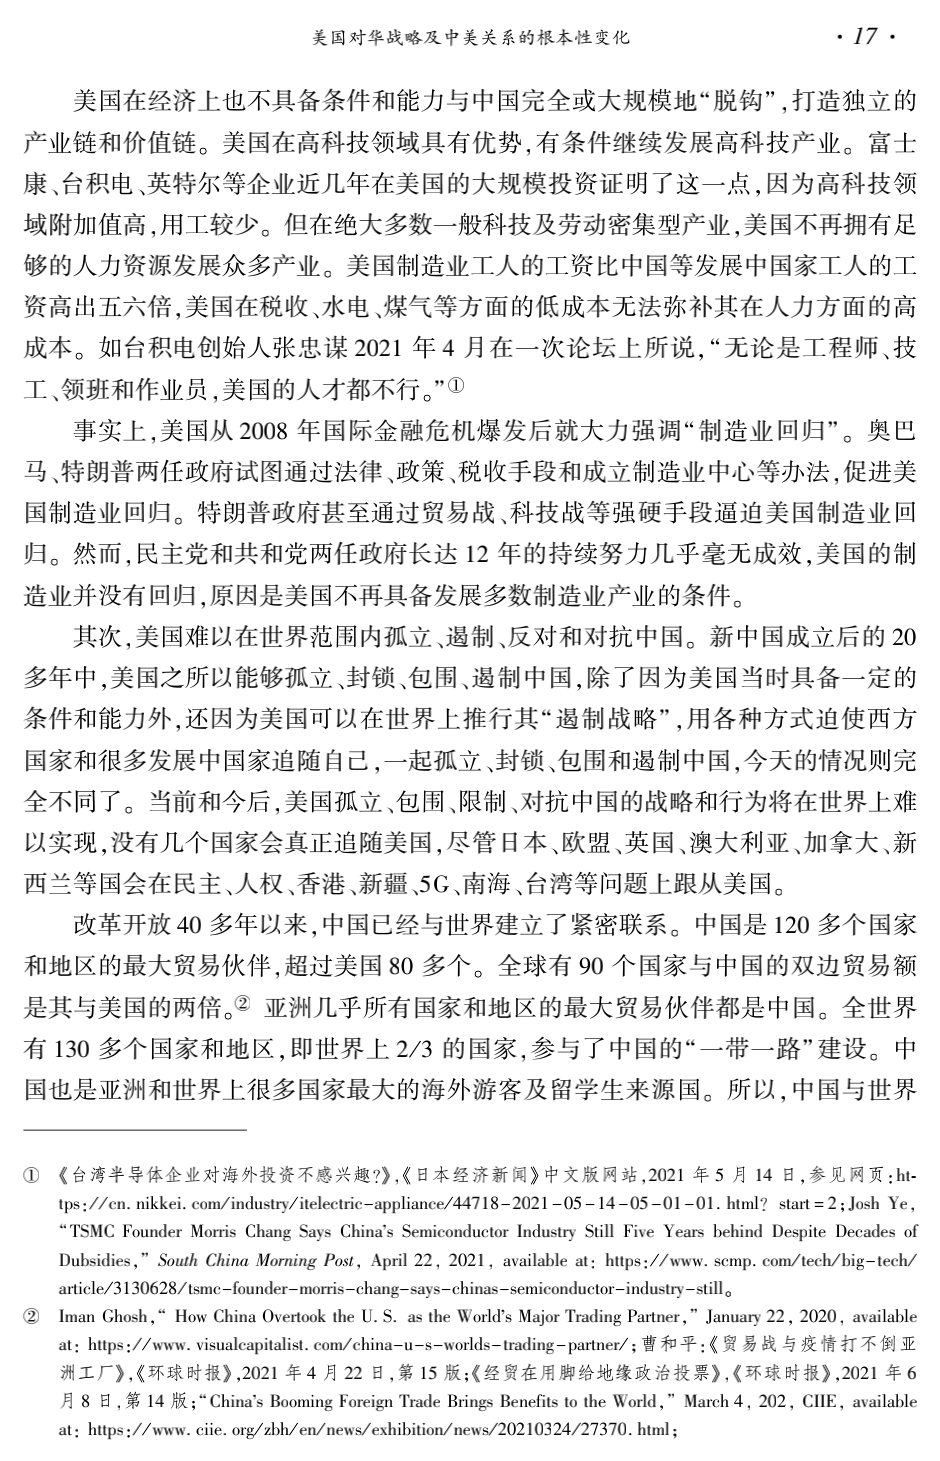 美国对华战略及中美关系的根本性变化 · 17 ·
美国在经济上也不具备条件和能力与中国完全或大规模地“脱钩”,打造独立的
产业链和价值链。美国在高科技领域具有优势,有条件继续发展高科技产业。富士
康、台积电、英特尔等企业近几年在美国的大规模投资证明了这一点,因为高科技领
域附加值高,用工较少。但在绝大多数一般科技及劳动密集型产业,美国不再拥有足
够的人力资源发展众多产业。美国制造业工人的工资比中国等发展中国家工人的工
资高出五六倍,美国在税收、水电、煤气等方面的低成本无法弥补其在人力方面的高
成本。如台积电创始人张忠谋 2021 年 4 月在一次论坛上所说,“无论是工程师、技
工、领班和作业员,美国的人才都不行。”①
事实上,美国从 2008 年国际金融危机爆发后就大力强调“制造业回归”。奥巴
马、特朗普两任政府试图通过法律、政策、税收手段和成立制造业中心等办法,促进美
国制造业回归。特朗普政府甚至通过贸易战、科技战等强硬手段逼迫美国制造业回
归。然而,民主党和共和党两任政府长达 12 年的持续努力几乎毫无成效,美国的制
造业并没有回归,原因是美国不再具备发展多数制造业产业的条件。
其次,美国难以在世界范围内孤立、遏制、反对和对抗中国。新中国成立后的 20
多年中,美国之所以能够孤立、封锁、包围、遏制中国,除了因为美国当时具备一定的
条件和能力外,还因为美国可以在世界上推行其“遏制战略”,用各种方式迫使西方
国家和很多发展中国家追随自己,一起孤立、封锁、包围和遏制中国,今天的情况则完
全不同了。当前和今后,美国孤立、包围、限制、对抗中国的战略和行为将在世界上难
以实现,没有几个国家会真正追随美国,尽管日本、欧盟、英国、澳大利亚、加拿大、新
西兰等国会在民主、人权、香港、新疆、5G、南海、台湾等问题上跟从美国。
改革开放 40 多年以来,中国已经与世界建立了紧密联系。中国是 120 多个国家
和地区的最大贸易伙伴,超过美国 80 多个。全球有 90 个国家与中国的双边贸易额
是其与美国的两倍。② 亚洲几乎所有国家和地区的最大贸易伙伴都是中国。全世界
有 130 多个国家和地区,即世界上 2/3 的国家,参与了中国的“一带一路”建设。中
国也是亚洲和世界上很多国家最大的海外游客及留学生来源国。所以,中国与世界
① 《台湾半导体企业对海外投资不感兴趣?》,《日本经济新闻》中文版网站,2021 年 5 月 14 日,参见网页:ht-
tps://cn. nikkei. com/industry/itelectric-appliance/44718-2021-05-14-05-01-01. html? start=2;Josh Ye,
“TSMC Founder Morris Chang Says China’s Semiconductor Industry Still Five Years behind Despite Decades of
Dubsidies,” South China Morning Post, April 22, 2021, available at: https://www. scmp. com/tech/big-tech/
article/3130628/tsmc-founder-morris-chang-says-chinas-semiconductor-industry-still。
② Iman Ghosh,“ How China Overtook the U. S. as the World’s Major Trading Partner,” January 22, 2020, available
at: https://www. visualcapitalist. com/china-u-s-worlds-trading-partner/;曹和平:《贸易战与疫情打不倒亚
洲工厂》,《环球时报》,2021 年 4 月 22 日,第 15 版;《经贸在用脚给地缘政治投票》,《环球时报》,2021 年 6
月 8 日,第 14 版;“China’s Booming Foreign Trade Brings Benefits to the World,” March 4, 202, CIIE, available
at: https://www. ciie. org/zbh/en/news/exhibition/news/20210324/27370. html;